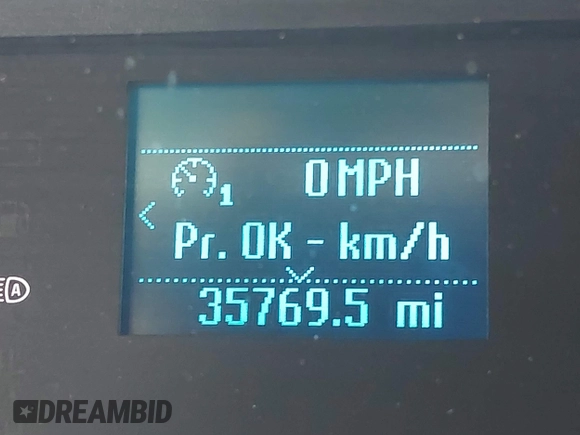 1 0 MPH
Pr. OK - km/h
35769.5 mi
A
DREAMBID